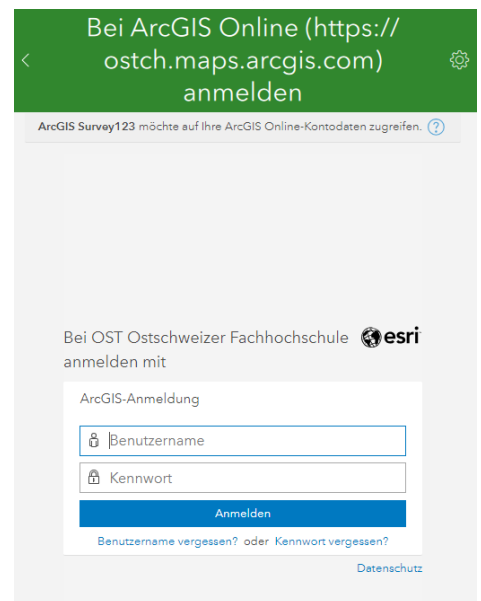 Bei ArcGIS Online (https://
ostch.maps.arcgis.com)
anmelden
ArcGIS Survey123 möchte auf Ihre ArcGIS Online-Kontodaten zugreifen. ?
Bei OST Ostschweizer Fachhochschule esri
anmelden mit
ArcGIS-Anmeldung
Benutzername
Kennwort
Anmelden
Benutzername vergessen? oder Kennwort vergessen?
Datenschutz